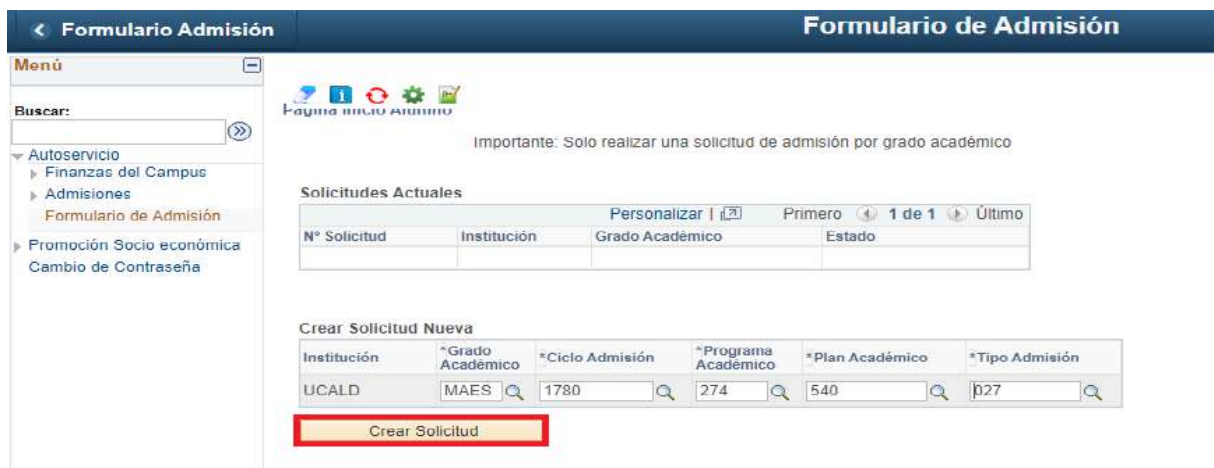 Formulario Admisión
Formulario de Admisión
Menú
Buscar:
Autoservicio
Finanzas del Campus
Admisiones
Formulario de Admisión
Promoción Socio económica
Cambio de Contraseña
Página Inicio Alumno
Importante: Solo realizar una solicitud de admisión por grado académico
Solicitudes Actuales
Personalizar | Primero 1 de 1 Último
Nº Solicitud Institución Grado Académico Estado
Crear Solicitud Nueva
Institución *Grado Académico *Ciclo Admisión *Programa Académico *Plan Académico *Tipo Admisión
UCALD MAES 1780 274 540 027
Crear Solicitud